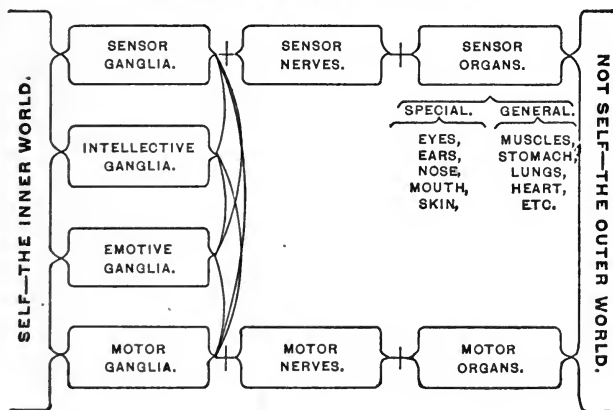 SELF—THE INNER WORLD.
SENSOR
GANGLIA.
SENSOR
NERVES.
SENSOR
ORGANS.
SPECIAL.
EYES,
EARS,
NOSE,
MOUTH,
SKIN,
GENERAL.
MUSCLES,
STOMACH,
LUNGS,
HEART,
ETC.
INTELLECTIVE
GANGLIA.
EMOTIVE
GANGLIA.
MOTOR
GANGLIA.
MOTOR
NERVES.
MOTOR
ORGANS.
NOT SELF—THE OUTER WORLD.